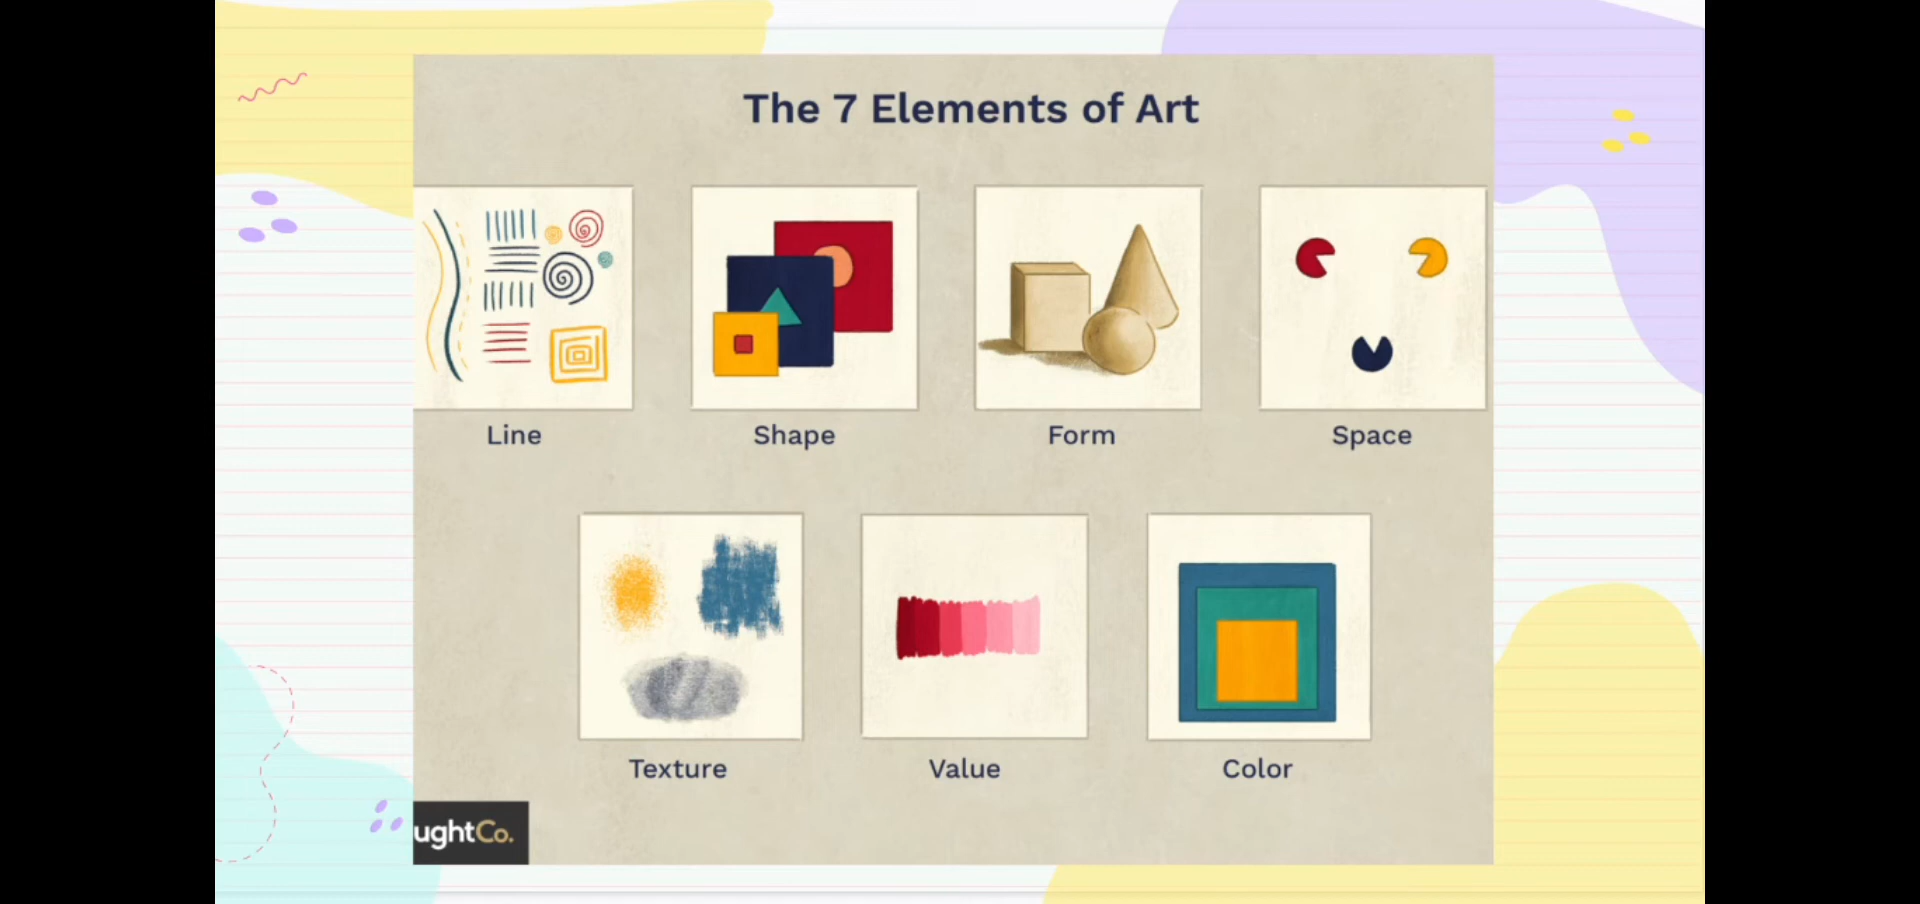 The 7 Elements of Art
Line
Shape
Form
Space
Texture
Value
Color
ughtCo.